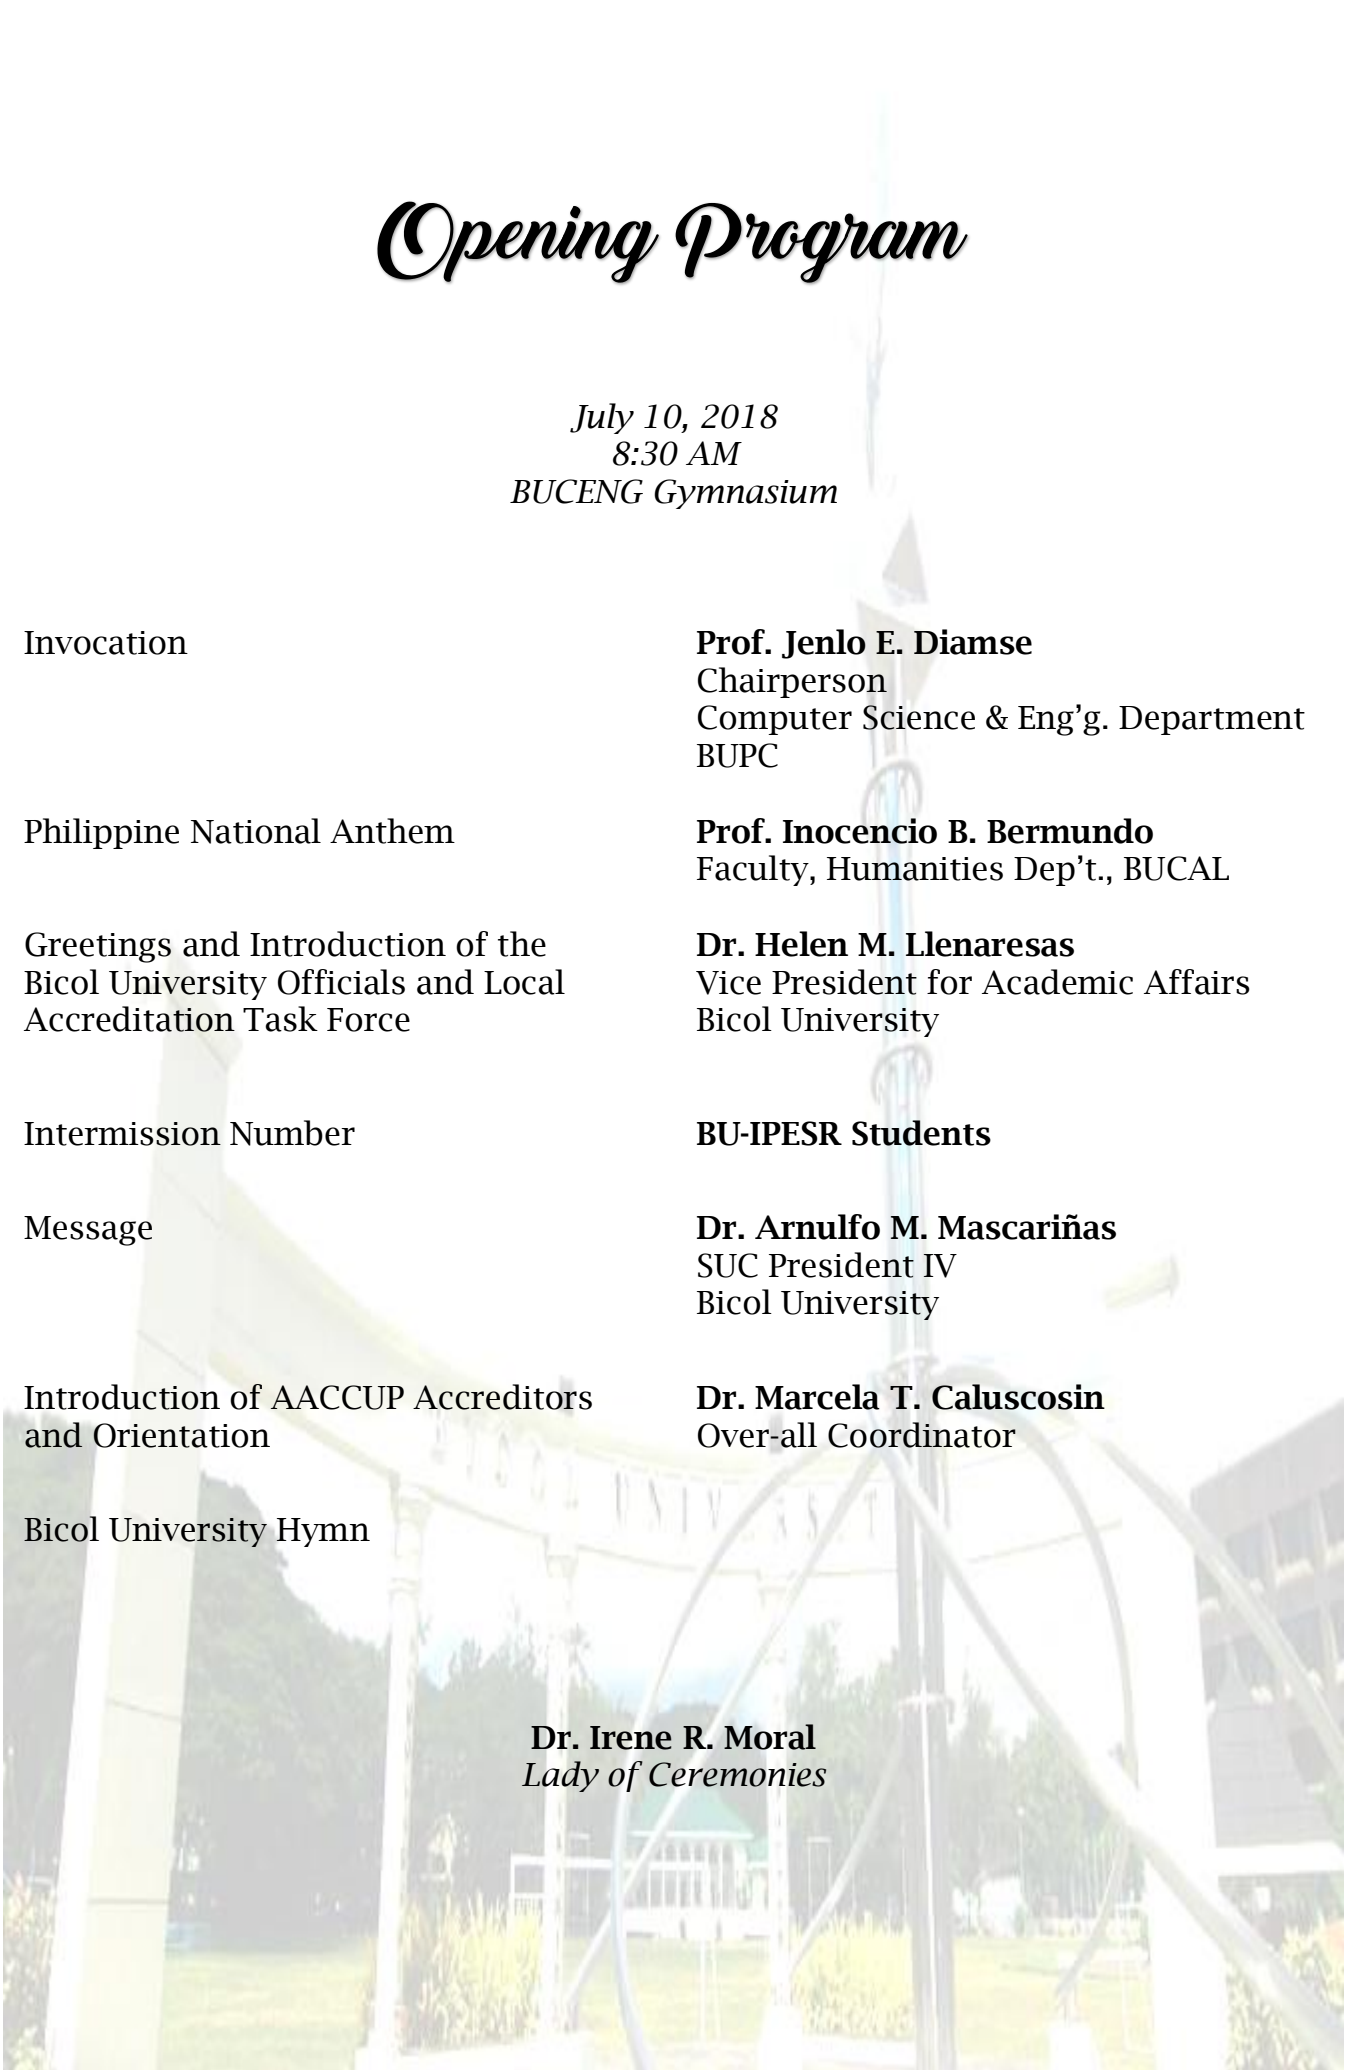 Opening Program
July 10, 2018
8:30 AM
BUCENG Gymnasium
Invocation
Prof. Jenlo E. Diamse
Chairperson
Computer Science & Eng’g. Department
BUPC
Philippine National Anthem
Prof. Inocencio B. Bermundo
Faculty, Humanities Dep’t., BUCAL
Greetings and Introduction of the
Bicol University Officials and Local
Accreditation Task Force
Dr. Helen M. Llenaresas
Vice President for Academic Affairs
Bicol University
Intermission Number
BU-IPESR Students
Message
Dr. Arnulfo M. Mascariñas
SUC President IV
Bicol University
Introduction of AACCUP Accreditors
and Orientation
Dr. Marcela T. Caluscosin
Over-all Coordinator
Bicol University Hymn
Dr. Irene R. Moral
Lady of Ceremonies